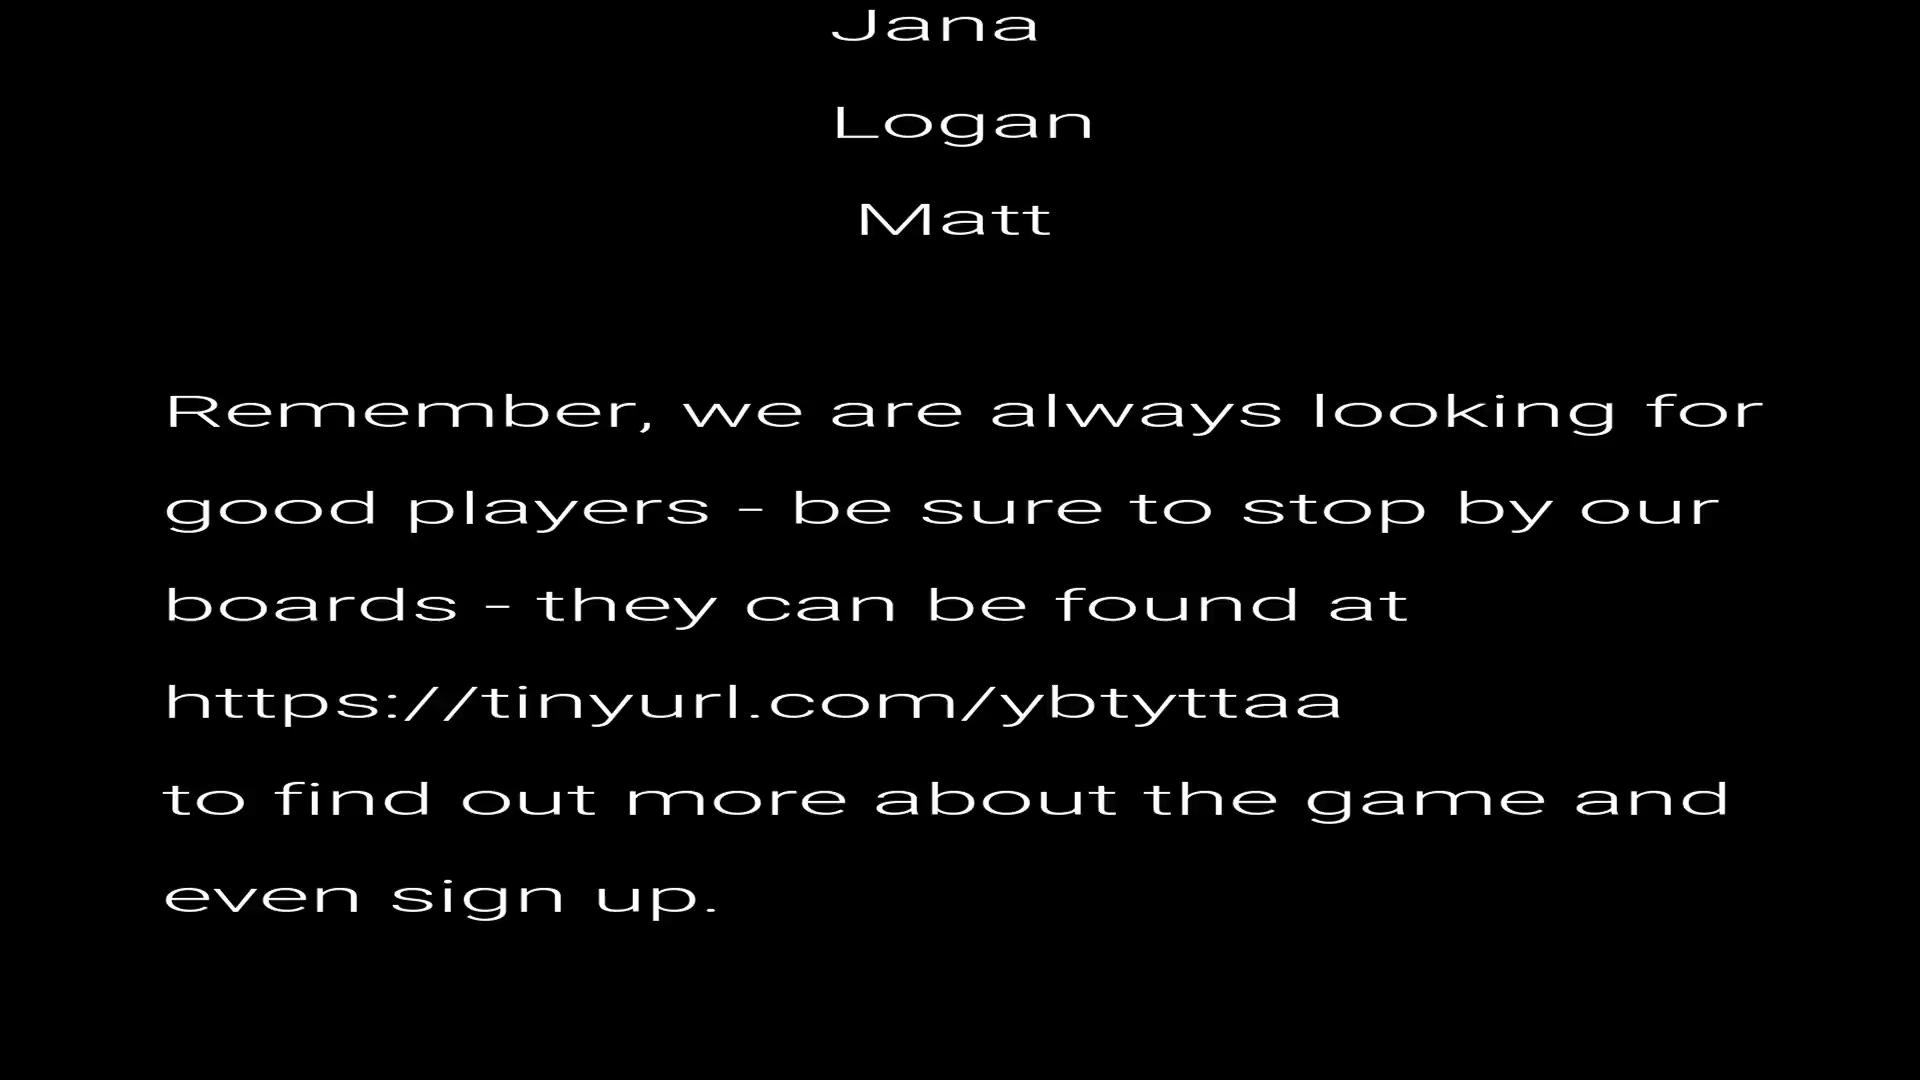 Jana
Logan
Matt
Remember, we are always looking for
good players - be sure to stop by our
boards - they can be found at
https://tinyurl.com/ybtyttaa
to find out more about the game and
even sign up.